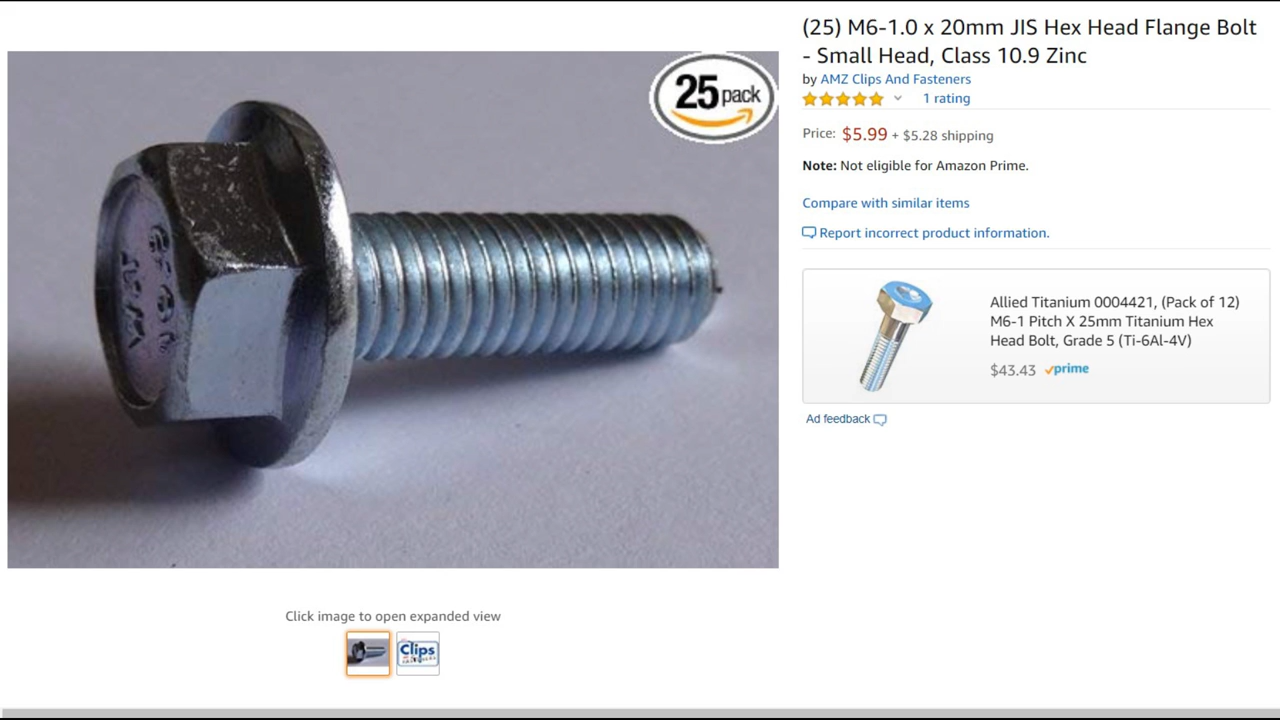 (25) M6-1.0 x 20mm JIS Hex Head Flange Bolt
- Small Head, Class 10.9 Zinc
by AMZ Clips And Fasteners
1 rating
Price: $5.99 + $5.28 shipping
Note: Not eligible for Amazon Prime.
Compare with similar items
Report incorrect product information.
Allied Titanium 0004421, (Pack of 12)
M6-1 Pitch X 25mm Titanium Hex
Head Bolt, Grade 5 (Ti-6Al-4V)
$43.43 prime
Ad feedback
25 pack
Click image to open expanded view
Clips